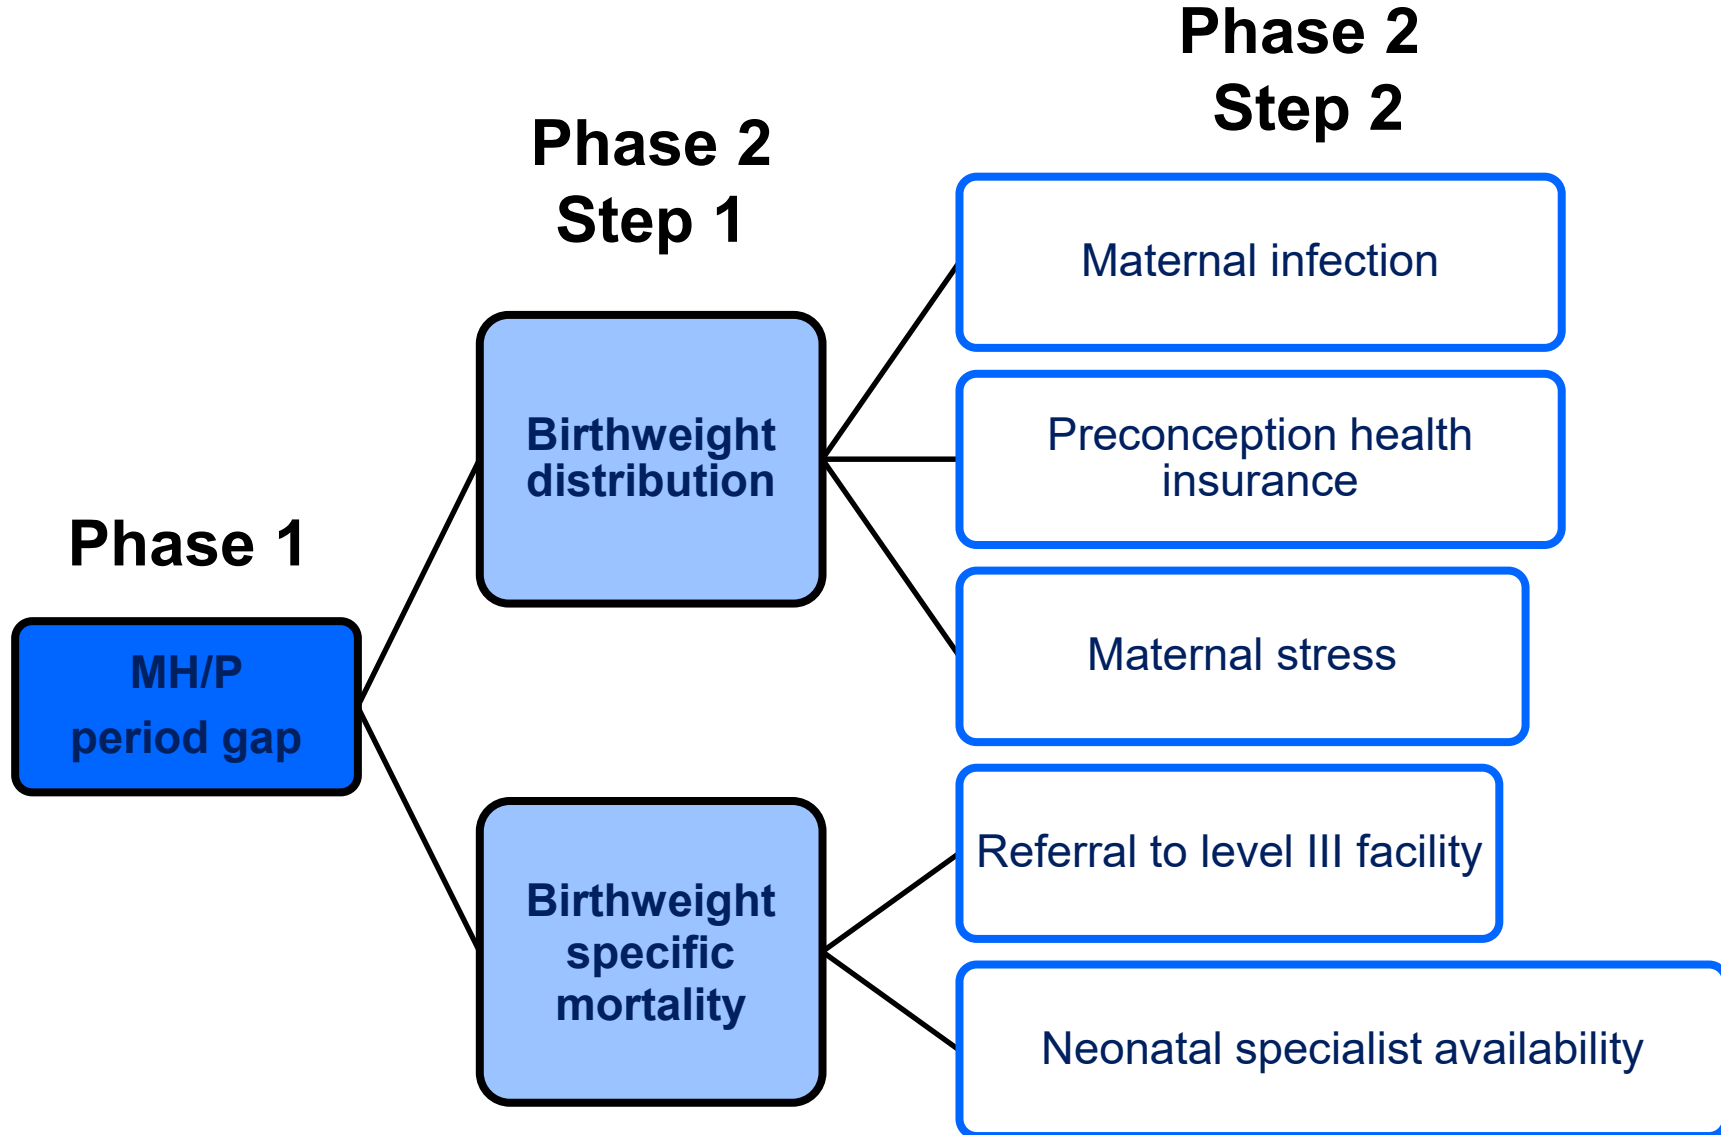 Phase 1
MH/P
period gap
Phase 2
Step 1
Birthweight
distribution
Birthweight
specific
mortality
Phase 2
Step 2
Maternal infection
Preconception health
insurance
Maternal stress
Referral to level III facility
Neonatal specialist availability